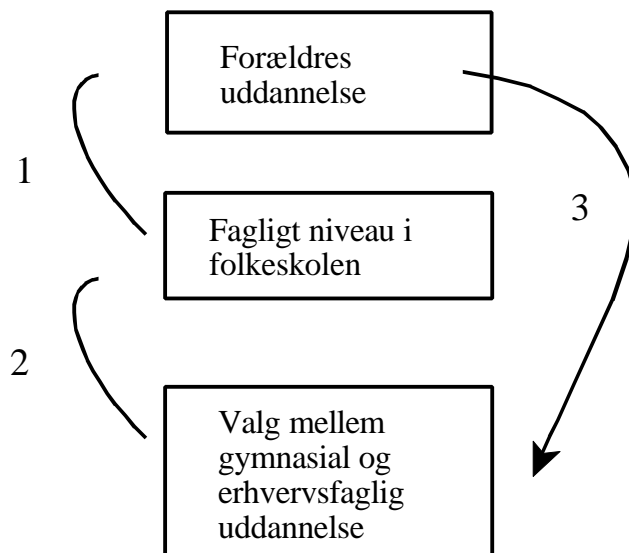 Forældres
uddannelse
1
Fagligt niveau i
folkeskolen
3
2
Valg mellem
gymnasial og
erhvervsfaglig
uddannelse